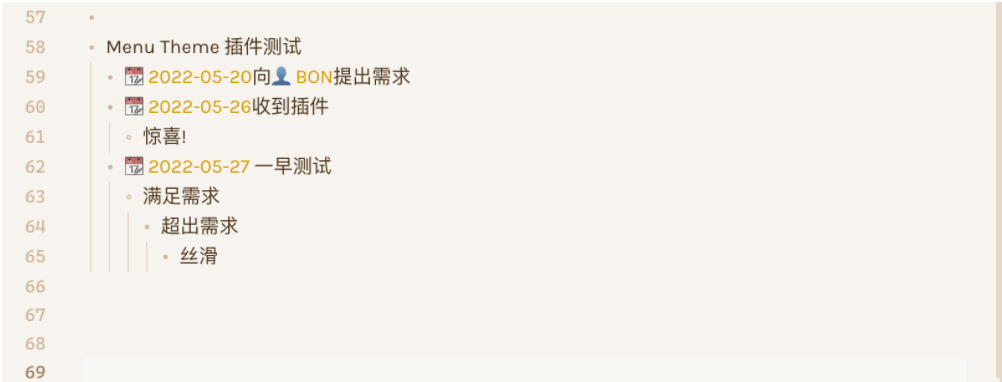 57
58 Menu Theme 插件测试
59 2022-05-20向👤 BON提出需求
60 2022-05-26收到插件
61 惊喜!
62 2022-05-27 一早测试
63 满足需求
64 超出需求
65 丝滑
66
67
68
69